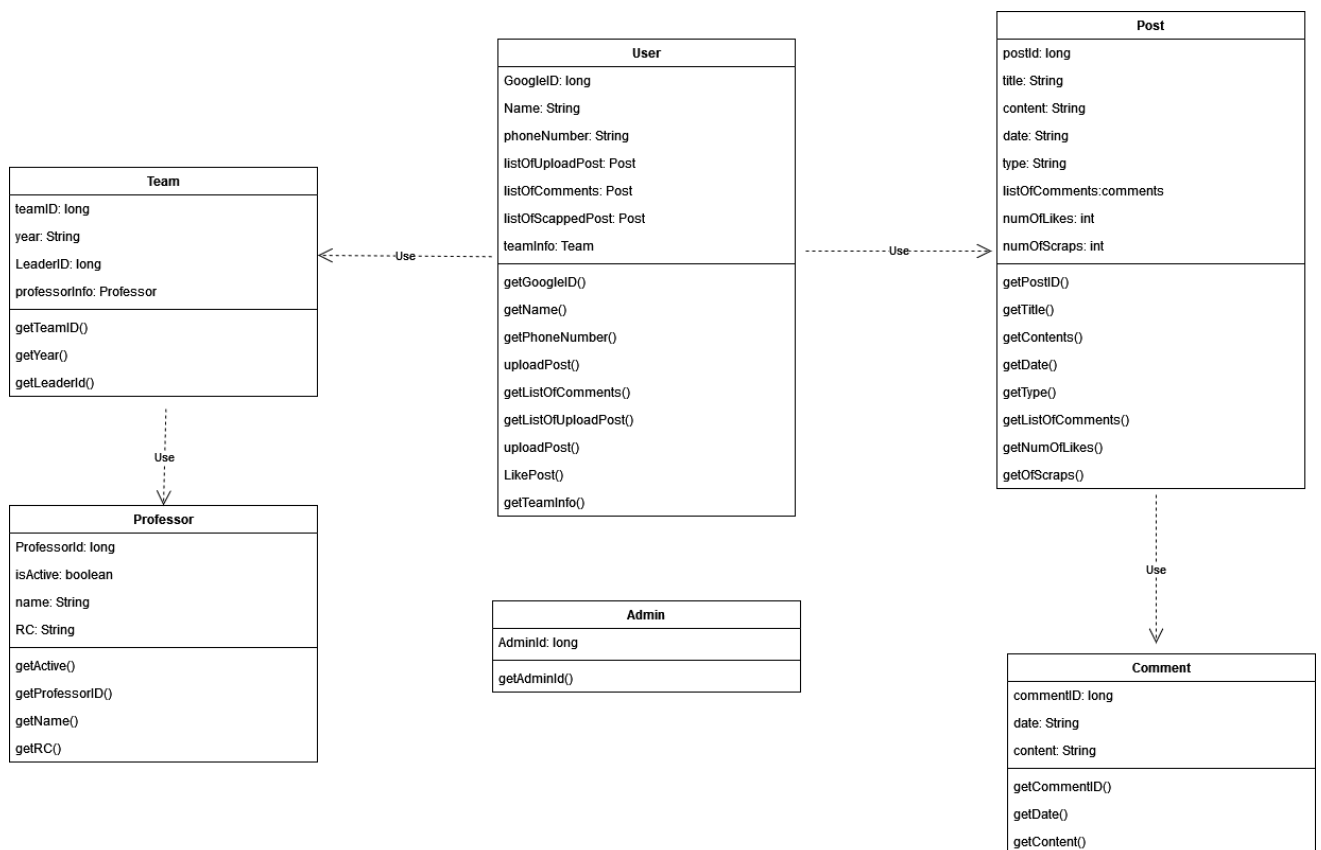 Team
teamID: long
year: String
LeaderID: long
professorInfo: Professor
getTeamID()
getYear()
getLeaderId()
Use
Professor
ProfessorId: long
isActive: boolean
name: String
RC: String
getActive()
getProfessorID()
getName()
getRC()
Use
User
GoogleID: long
Name: String
phoneNumber: String
listOfUploadPost: Post
listOfComments: Post
listOfScappedPost: Post
teamInfo: Team
getGoogleID()
getName()
getPhoneNumber()
uploadPost()
getListOfComments()
getListOfUploadPost()
uploadPost()
LikePost()
getTeamInfo()
Admin
AdminId: long
getAdminId()
Use
Post
postId: long
title: String
content: String
date: String
type: String
listOfComments:comments
numOfLikes: int
numOfScraps: int
getPostID()
getTitle()
getContents()
getDate()
getType()
getListOfComments()
getNumOfLikes()
getOfScraps()
Use
Comment
commentID: long
date: String
content: String
getCommentID()
getDate()
getContent()